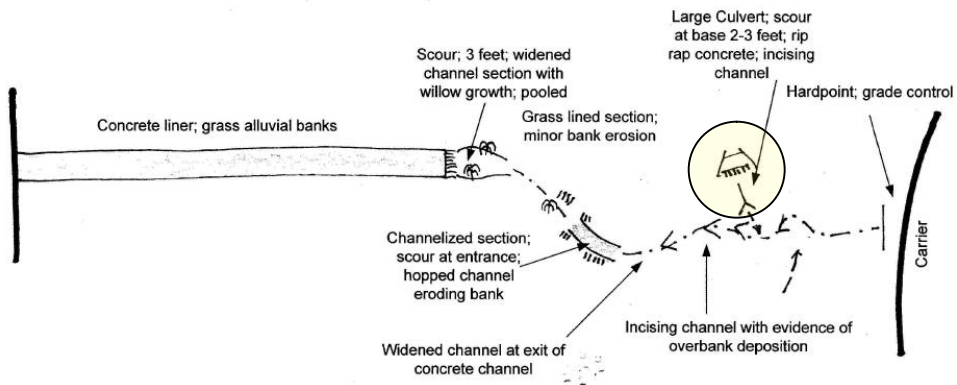 Large Culvert; scour
at base 2-3 feet; rip
rap concrete; incising
channel
Scour; 3 feet; widened
channel section with
willow growth; pooled
Hardpoint; grade control
Grass lined section;
minor bank erosion
Concrete liner; grass alluvial banks
Channelized section;
scour at entrance;
hopped channel
eroding bank
Carrier
Incising channel with evidence of
overbank deposition
Widened channel at exit of
concrete channel